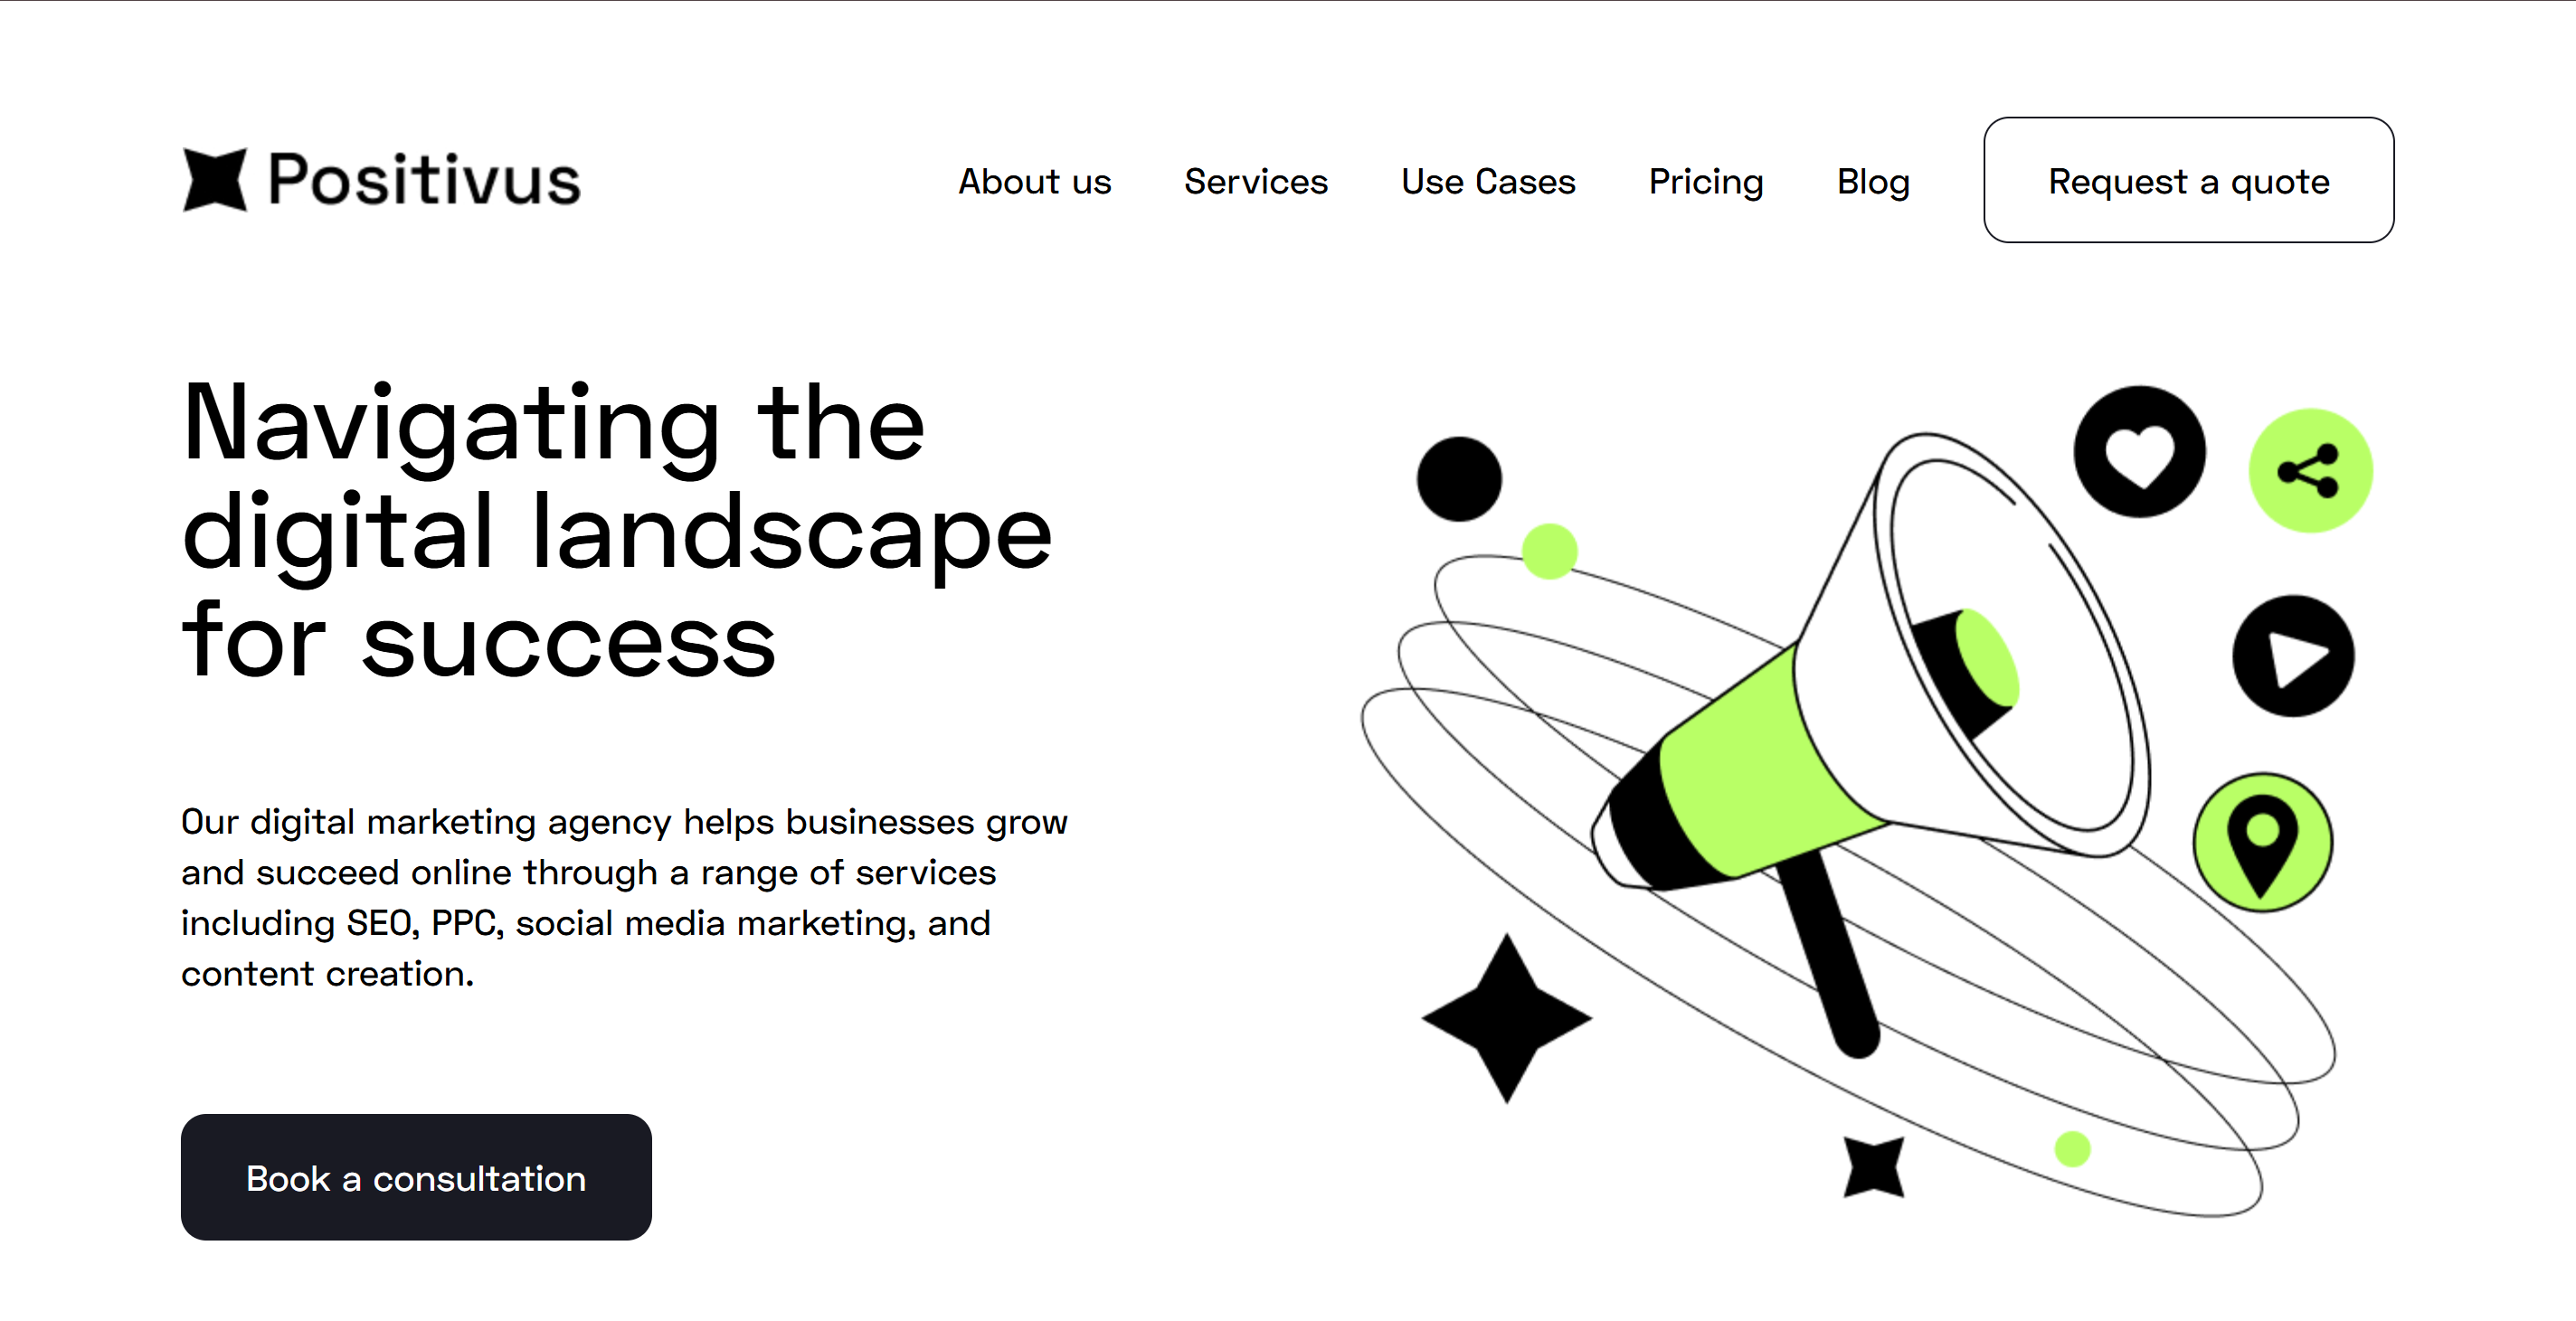 Positivus
About us
Services
Use Cases
Pricing
Blog
Request a quote
Navigating the
digital landscape
for success
Our digital marketing agency helps businesses grow
and succeed online through a range of services
including SEO, PPC, social media marketing, and
content creation.
Book a consultation